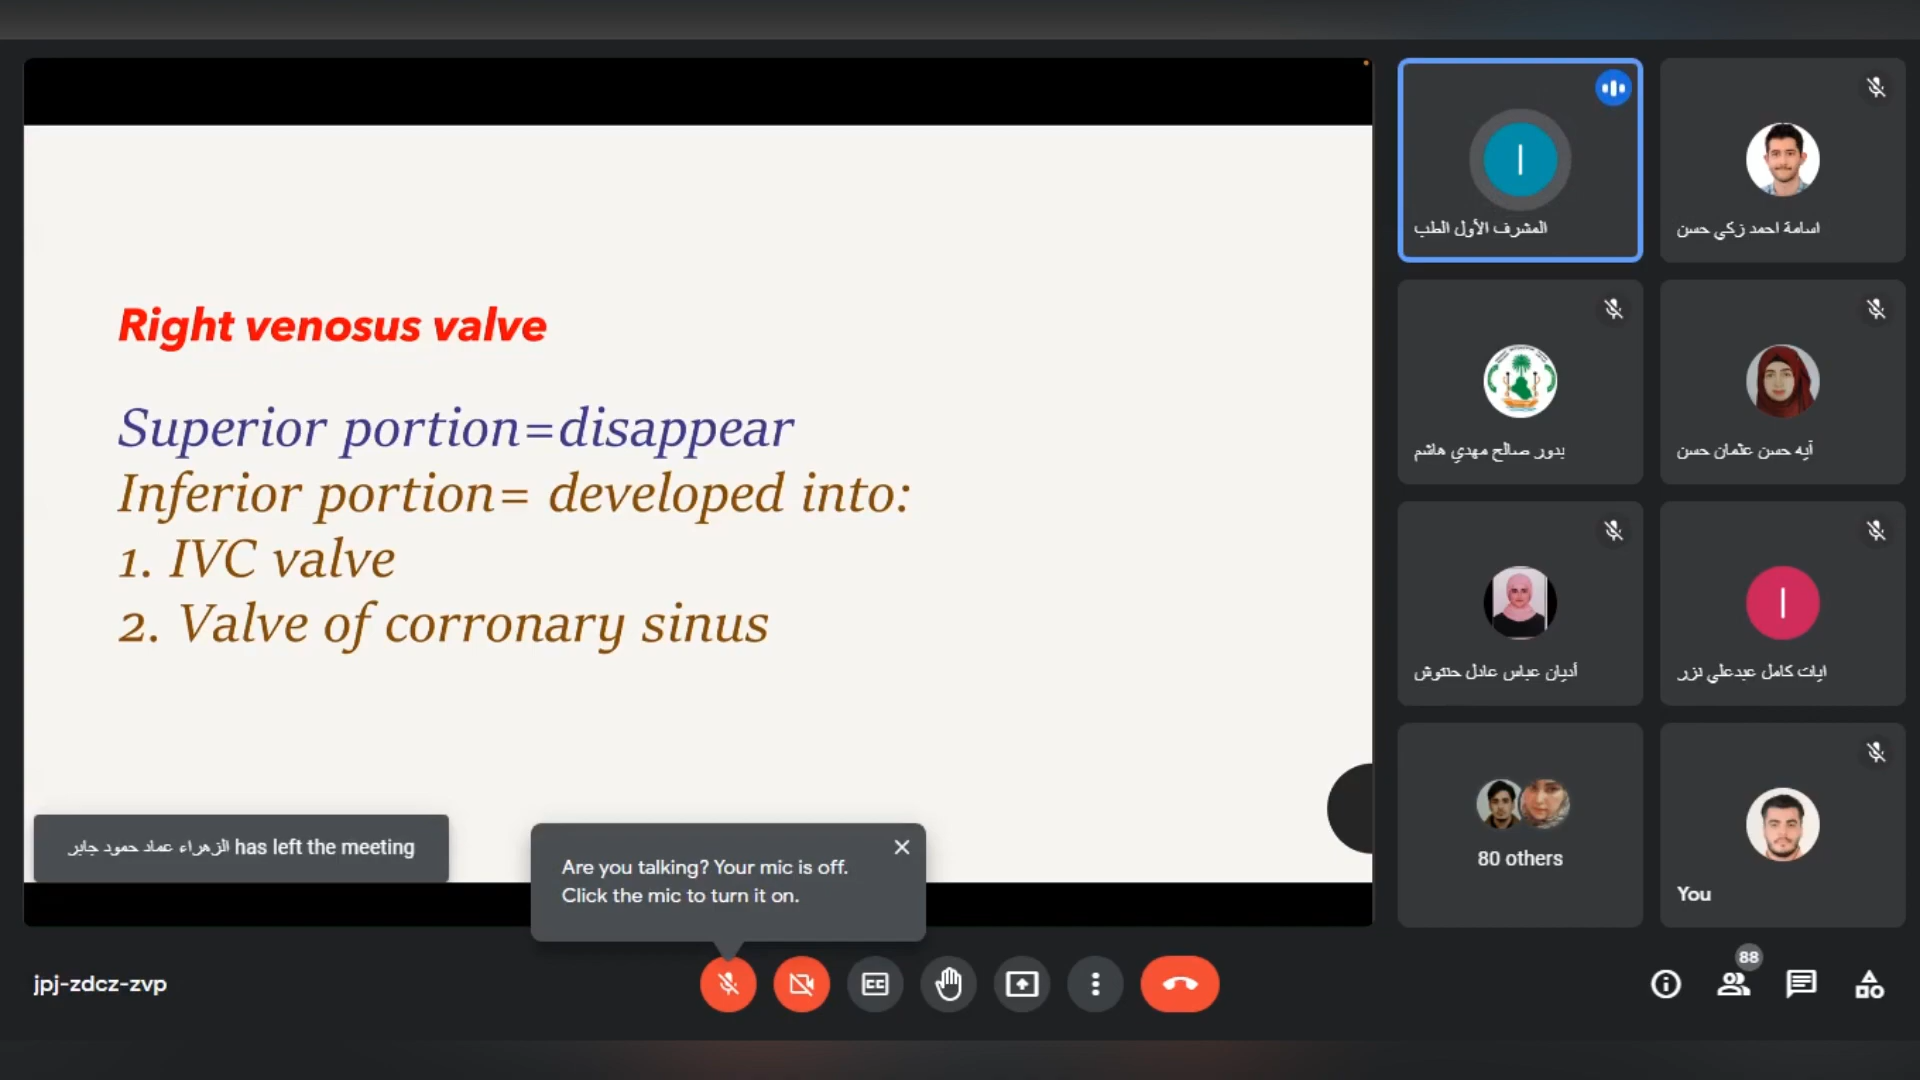 Right venosus valve
Superior portion=disappear
Inferior portion= developed into:
1. IVC valve
2. Valve of corronary sinus
الزهراء عماد حمود جابر has left the meeting
Are you talking? Your mic is off.
Click the mic to turn it on.
jpj-zdcz-zvp
CC
I
المشرف الأول الطب
اسامة احمد زكي حسن
بدور صالح مهدي هاشم
آيه حسن عثمان حسن
أديان عباس عادل حنتوش
I
ايات كامل عبدعلي نزر
80 others
You
88